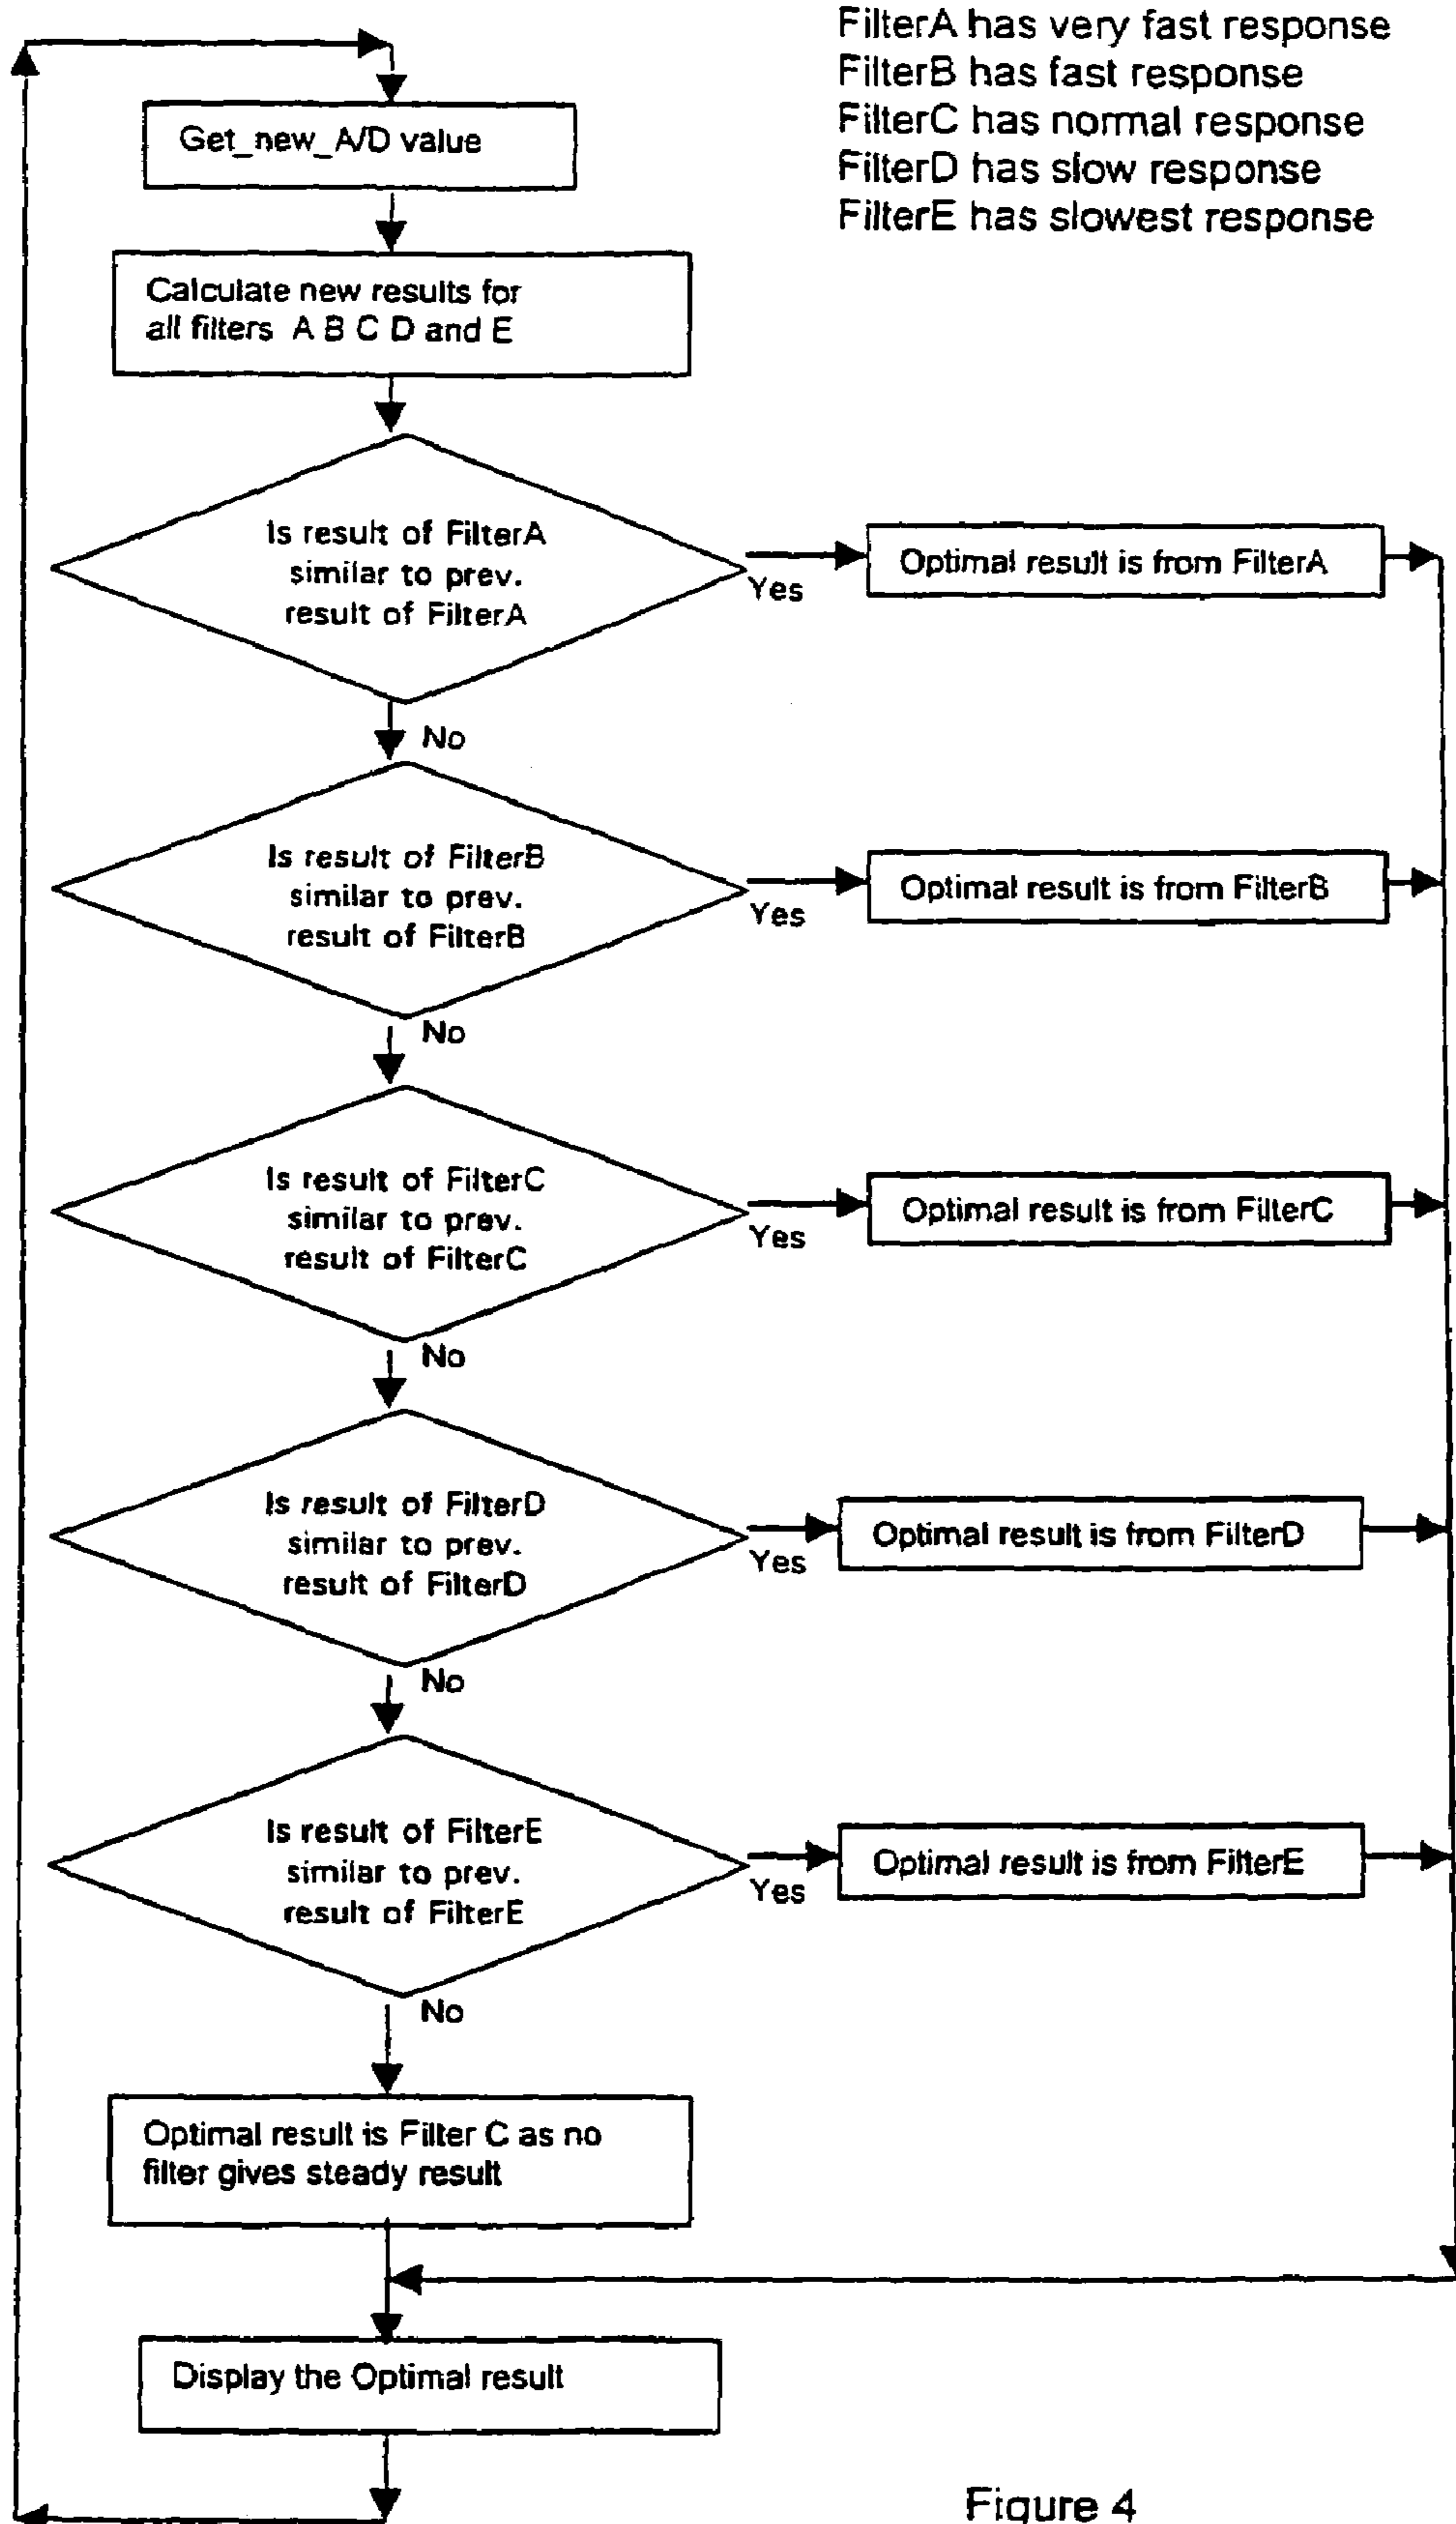 FilterA has very fast response
FilterB has fast response
FilterC has normal response
FilterD has slow response
FilterE has slowest response
Get_new_A/D value
Calculate new results for
all filters A B C D and E
Is result of FilterA
similar to prev.
result of FilterA
Yes
Optimal result is from FilterA
No
Is result of FilterB
similar to prev.
result of FilterB
Yes
Optimal result is from FilterB
No
Is result of FilterC
similar to prev.
result of FilterC
Yes
Optimal result is from FilterC
No
Is result of FilterD
similar to prev.
result of FilterD
Yes
Optimal result is from FilterD
No
Is result of FilterE
similar to prev.
result of FilterE
Yes
Optimal result is from FilterE
No
Optimal result is Filter C as no
filter gives steady result
Display the Optimal result
Figure 4